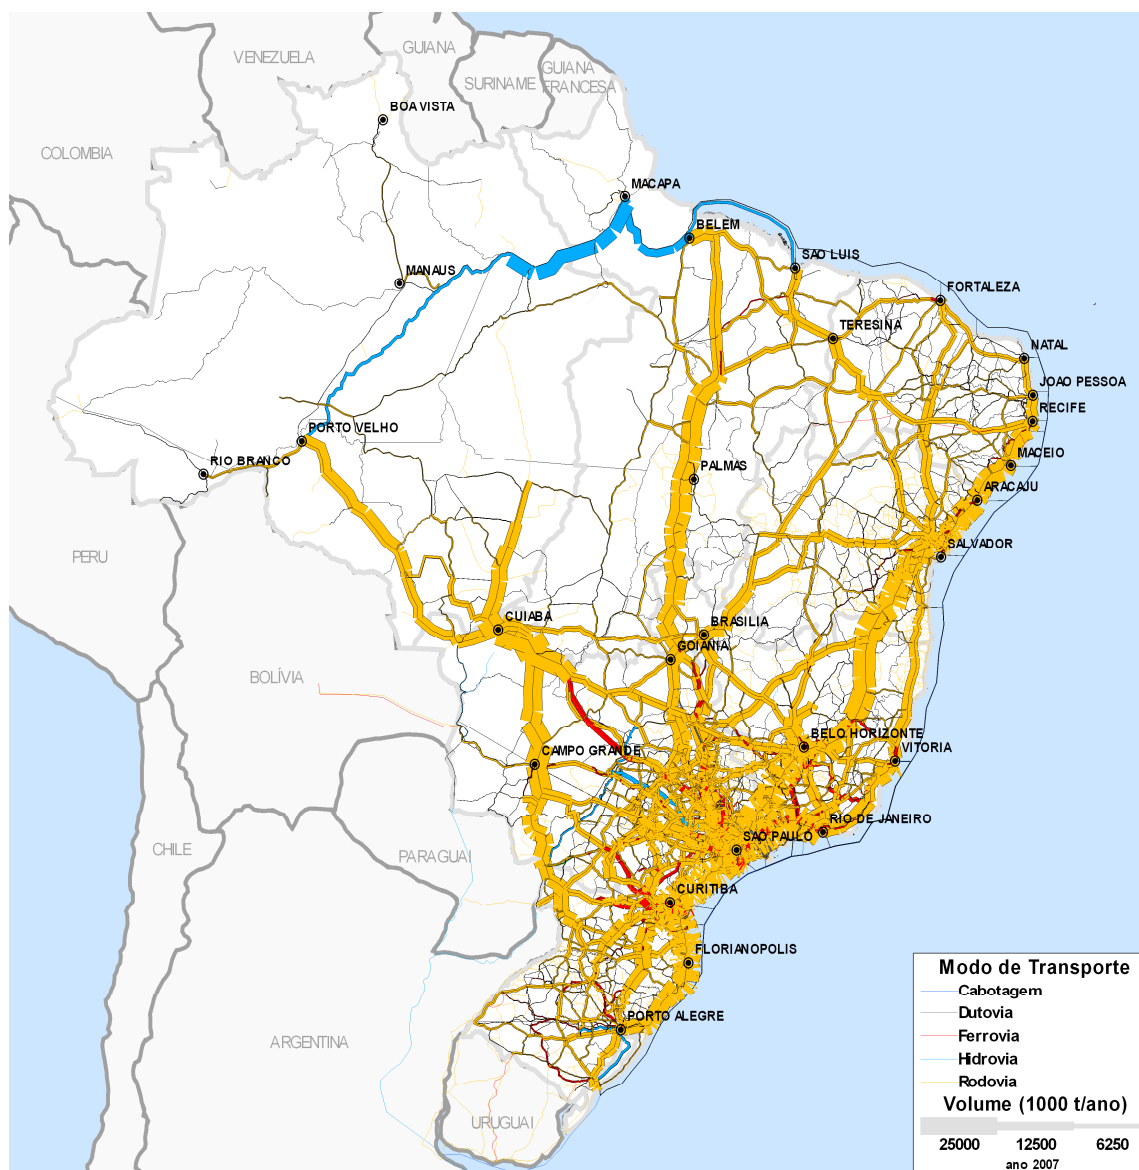 GUIANA
VENEZUELA
SURINAME
GUIANA
FRANCESA
BOA VISTA
COLOMBIA
MACAPA
BELEM
SAO LUIS
MANAUS
FORTALEZA
TERESINA
NATAL
JOAO PESSOA
RECIFE
PORTO VELHO
RIO BRANCO
MACEIO
PALMAS
ARACAJU
SALVADOR
PERU
CUIABA
BRASILIA
GOIANIA
BOLÍVIA
BELO HORIZONTE
VITORIA
CAMPO GRANDE
RIO DE JANEIRO
SAO PAULO
CHILE
PARAGUAI
CURITIBA
FLORIANOPOLIS
PORTO ALEGRE
ARGENTINA
URUGUAI
Modo de Transporte
Cabotagem
Dutovia
Ferrovia
Hidrovia
Rodovia
Volume (1000 t/ano)
25000 12500 6250
ano 2007